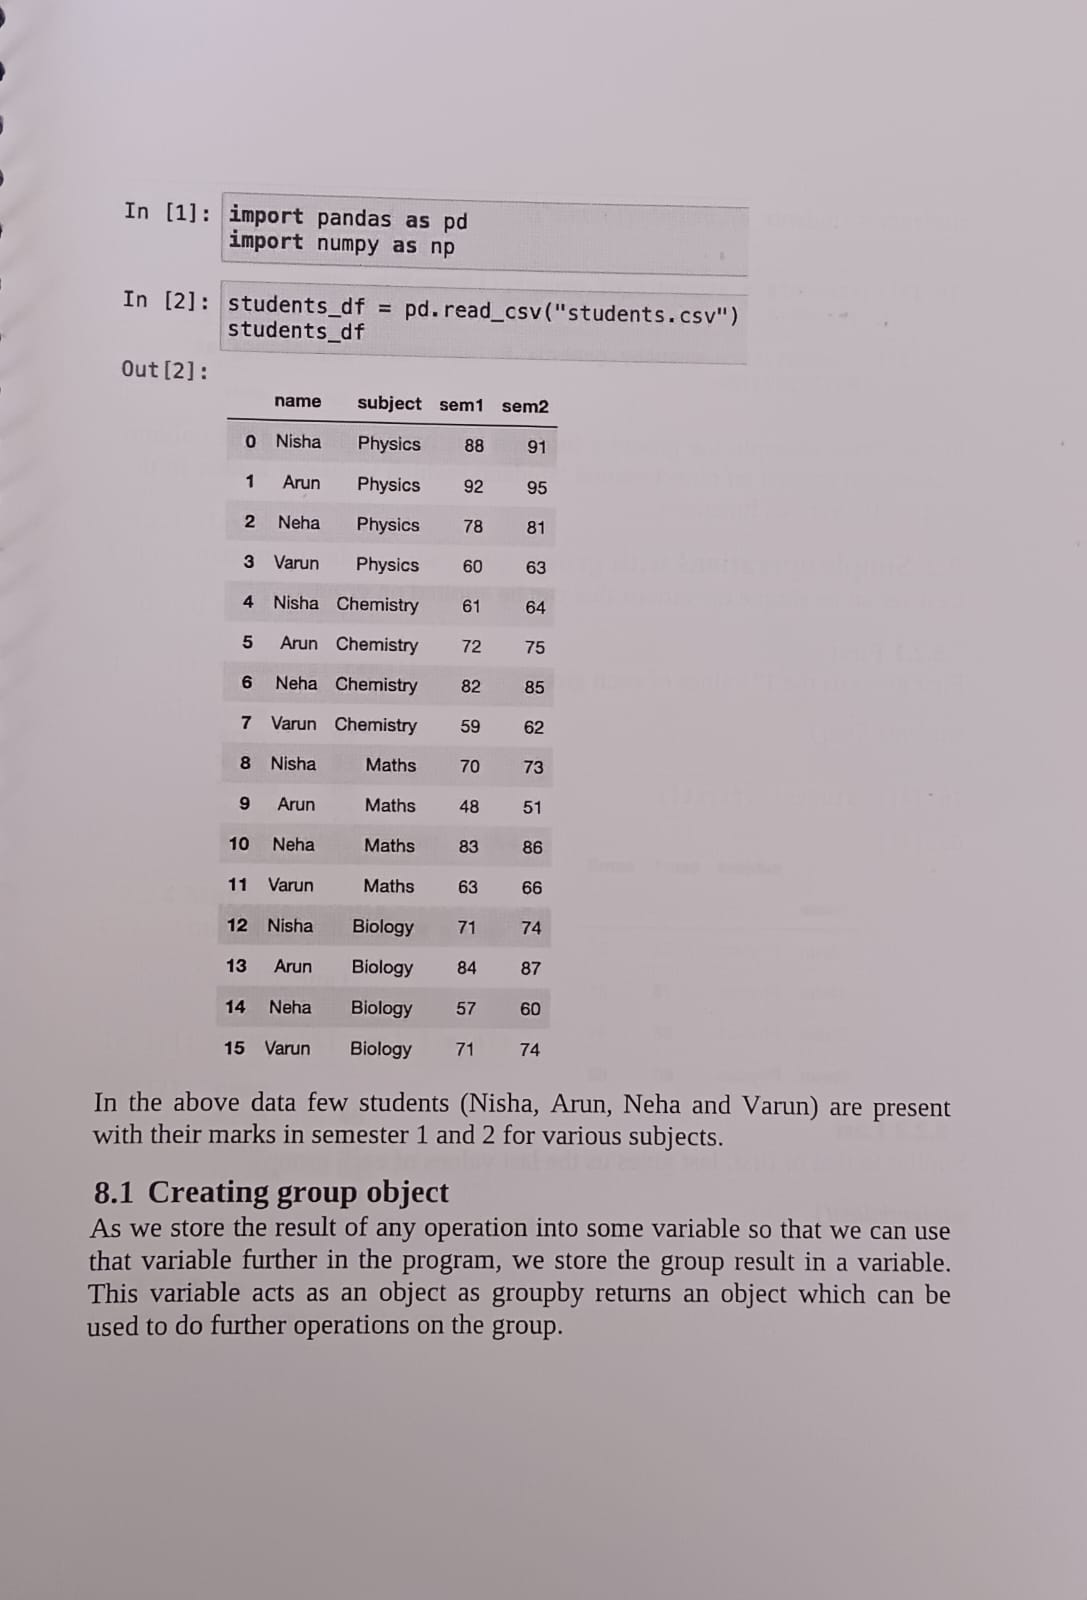 In [1]: import pandas as pd
import numpy as np
In [2]: students_df = pd.read_csv("students.csv")
students_df
Out[2]:
name subject sem1 sem2
0 Nisha Physics 88 91
1 Arun Physics 92 95
2 Neha Physics 78 81
3 Varun Physics 60 63
4 Nisha Chemistry 61 64
5 Arun Chemistry 72 75
6 Neha Chemistry 82 85
7 Varun Chemistry 59 62
8 Nisha Maths 70 73
9 Arun Maths 48 51
10 Neha Maths 83 86
11 Varun Maths 63 66
12 Nisha Biology 71 74
13 Arun Biology 84 87
14 Neha Biology 57 60
15 Varun Biology 71 74
In the above data few students (Nisha, Arun, Neha and Varun) are present
with their marks in semester 1 and 2 for various subjects.
8.1 Creating group object
As we store the result of any operation into some variable so that we can use
that variable further in the program, we store the group result in a variable.
This variable acts as an object as groupby returns an object which can be
used to do further operations on the group.